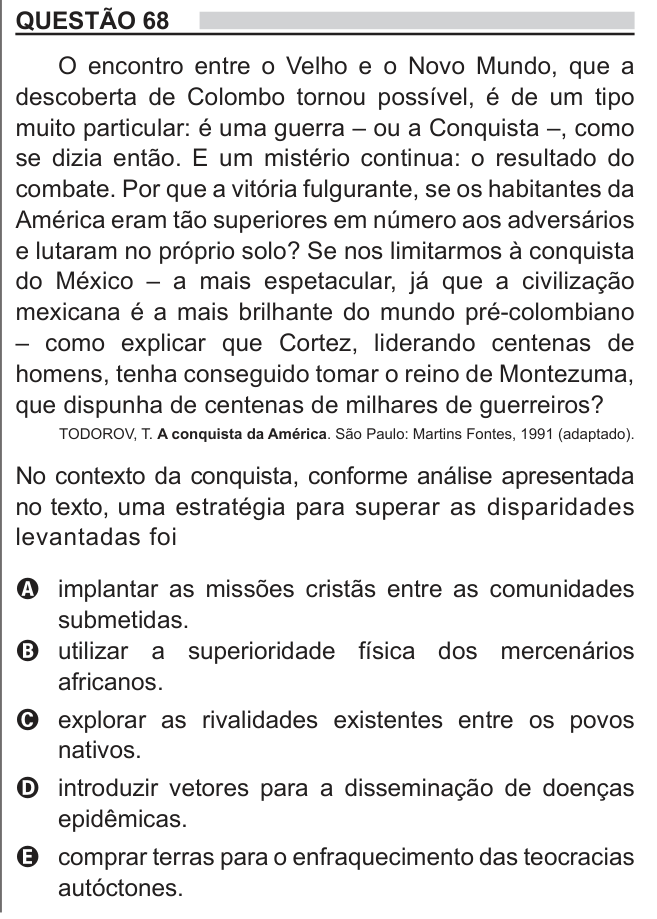 QUESTÃO 68
O encontro entre o Velho e o Novo Mundo, que a
descoberta de Colombo tornou possível, é de um tipo
muito particular: é uma guerra – ou a Conquista –, como
se dizia então. E um mistério continua: o resultado do
combate. Por que a vitória fulgurante, se os habitantes da
América eram tão superiores em número aos adversários
e lutaram no próprio solo? Se nos limitarmos à conquista
do México – a mais espetacular, já que a civilização
mexicana é a mais brilhante do mundo pré-colombiano
– como explicar que Cortez, liderando centenas de
homens, tenha conseguido tomar o reino de Montezuma,
que dispunha de centenas de milhares de guerreiros?
TODOROV, T. A conquista da América. São Paulo: Martins Fontes, 1991 (adaptado).
No contexto da conquista, conforme análise apresentada
no texto, uma estratégia para superar as disparidades
levantadas foi
A implantar as missões cristãs entre as comunidades
submetidas.
B utilizar a superioridade física dos mercenários
africanos.
C explorar as rivalidades existentes entre os povos
nativos.
D introduzir vetores para a disseminação de doenças
epidêmicas.
E comprar terras para o enfraquecimento das teocracias
autóctones.